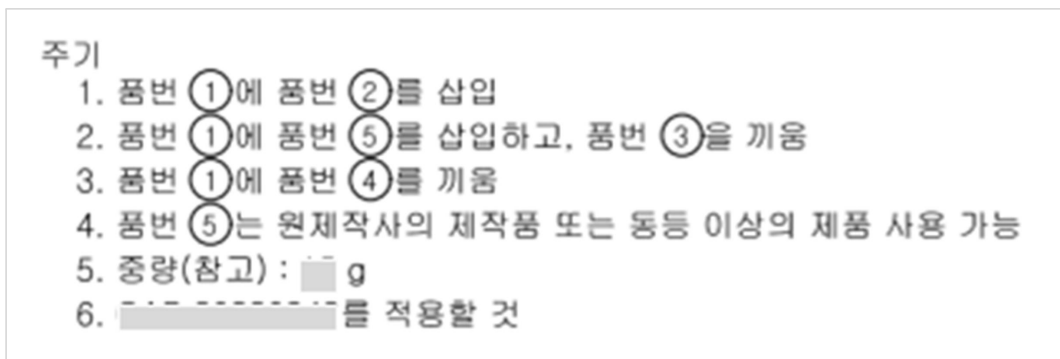 주기
1. 품번 ①에 품번 ②를 삽입
2. 품번 ①에 품번 ⑤를 삽입하고, 품번 ③을 끼움
3. 품번 ①에 품번 ④를 끼움
4. 품번 ⑤는 원제작사의 제작품 또는 동등 이상의 제품 사용 가능
5. 중량(참고) : g
6. 를 적용할 것